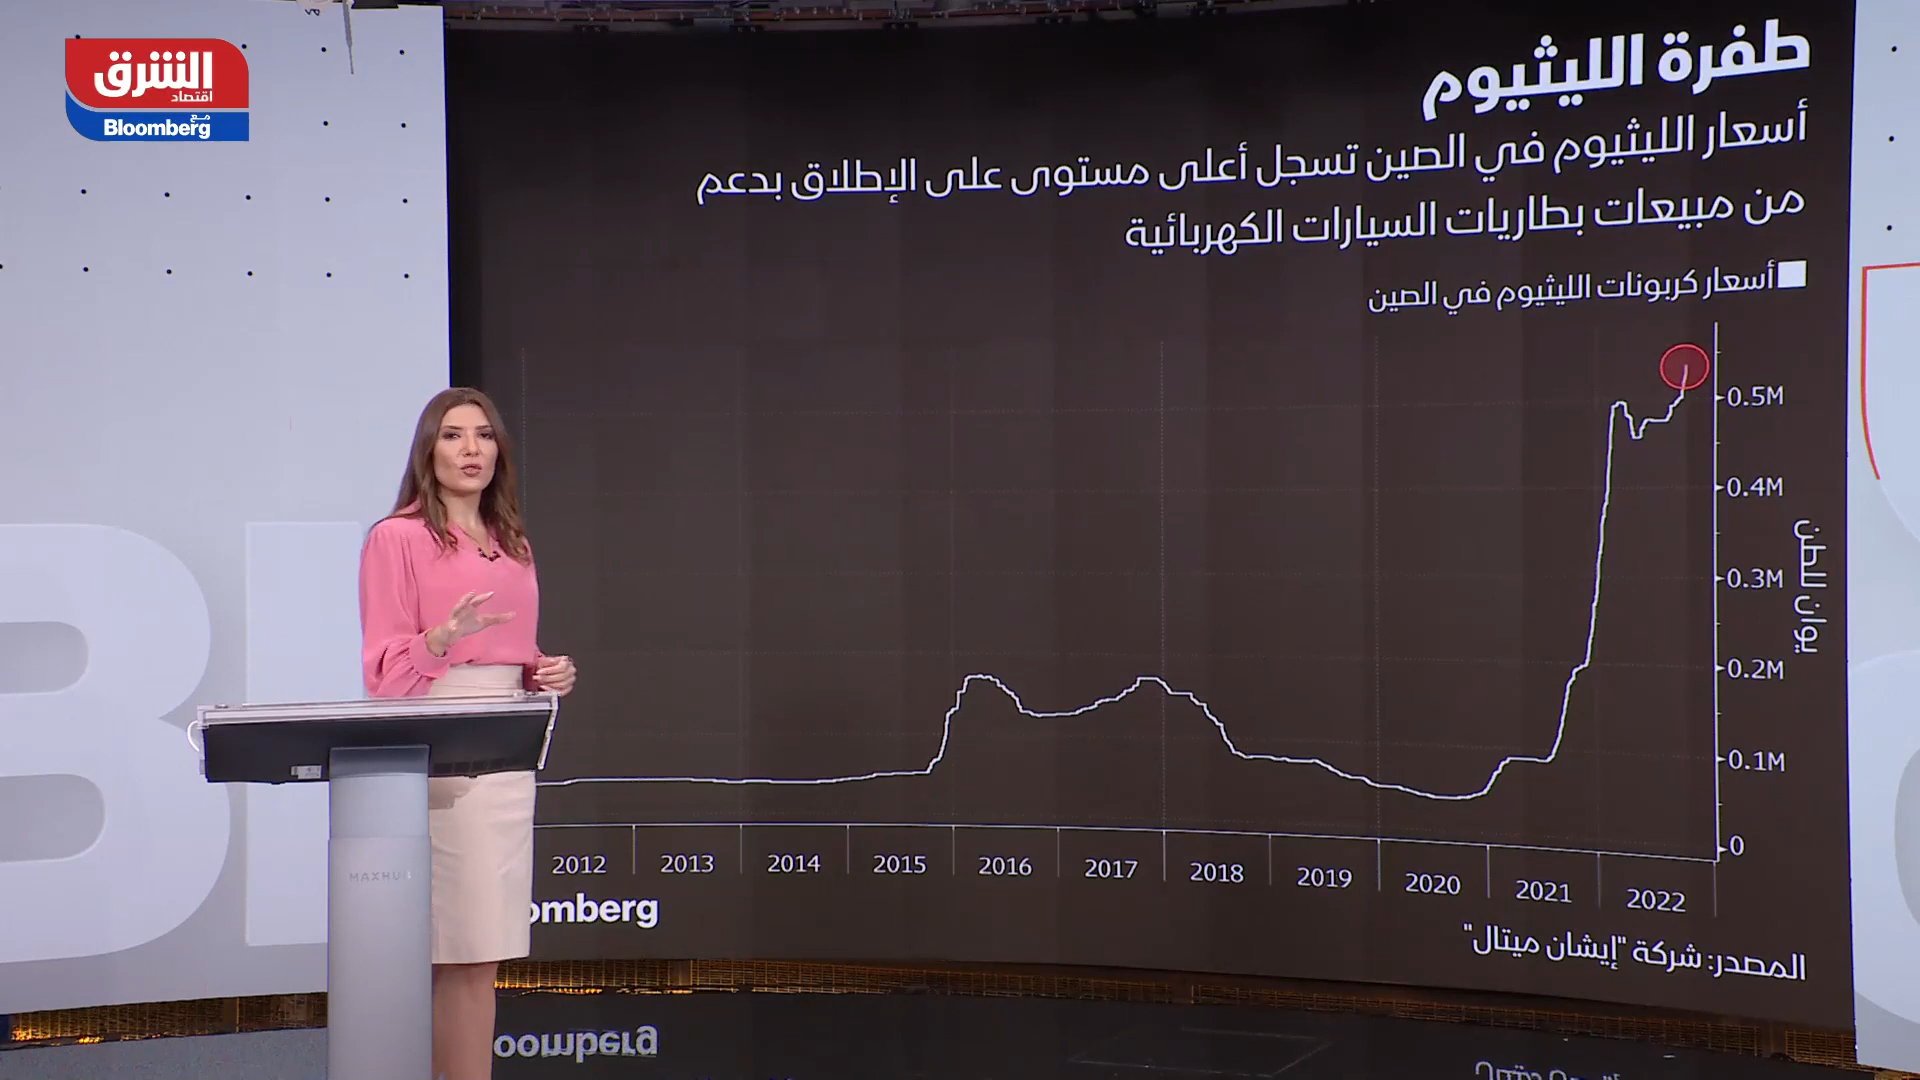 الشرق
اقتصاد
مع
Bloomberg
طفرة الليثيوم
أسعار الليثيوم في الصين تسجل أعلى مستوى على الإطلاق بدعم
من مبيعات بطاريات السيارات الكهربائية
أسعار كربونات الليثيوم في الصين
0.5M
0.4M
0.3M
0.2M
0.1M
0
يوان للطن
2012 2013 2014 2015 2016 2017 2018 2019 2020 2021 2022
omberg
المصدر: شركة "إيشان ميتال"
MAXHUB